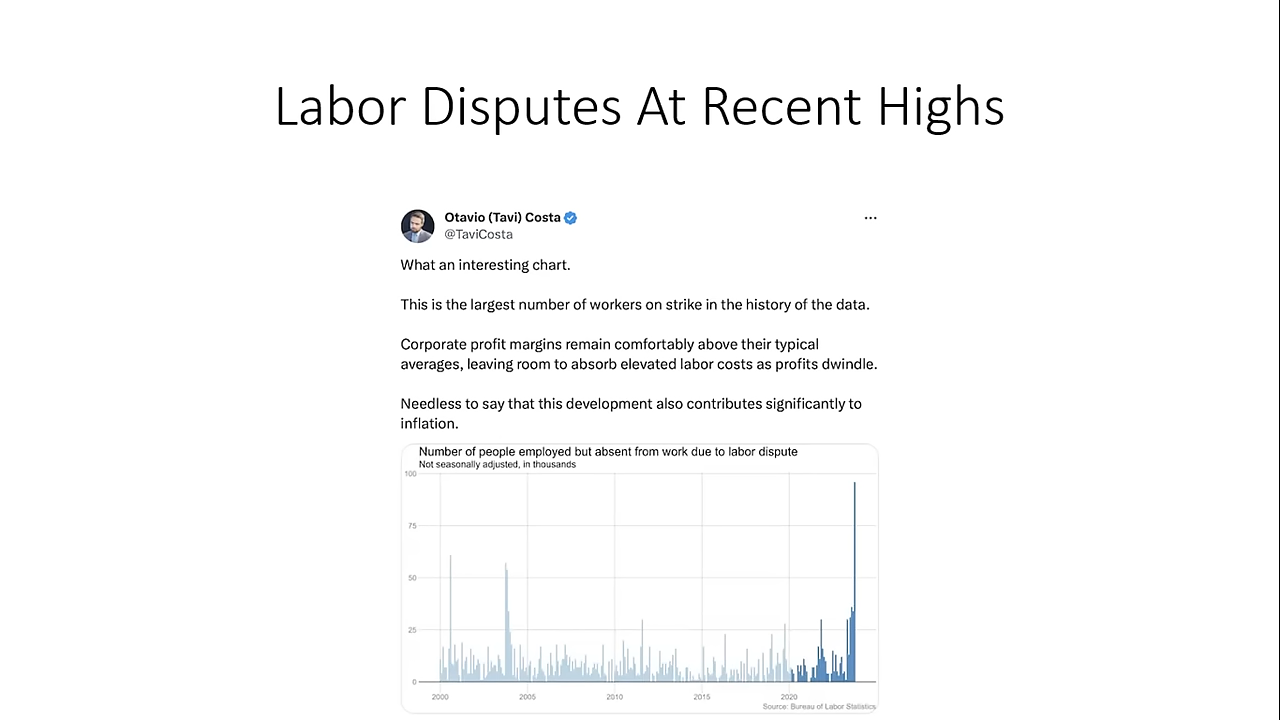 Labor Disputes At Recent Highs
Otavio (Tavi) Costa
@TaviCosta
What an interesting chart.
This is the largest number of workers on strike in the history of the data.
Corporate profit margins remain comfortably above their typical
averages, leaving room to absorb elevated labor costs as profits dwindle.
Needless to say that this development also contributes significantly to
inflation.
Number of people employed but absent from work due to labor dispute
Not seasonally adjusted, in thousands
100
75
50
25
0
2000 2005 2010 2015 2020
Source: Bureau of Labor Statistics